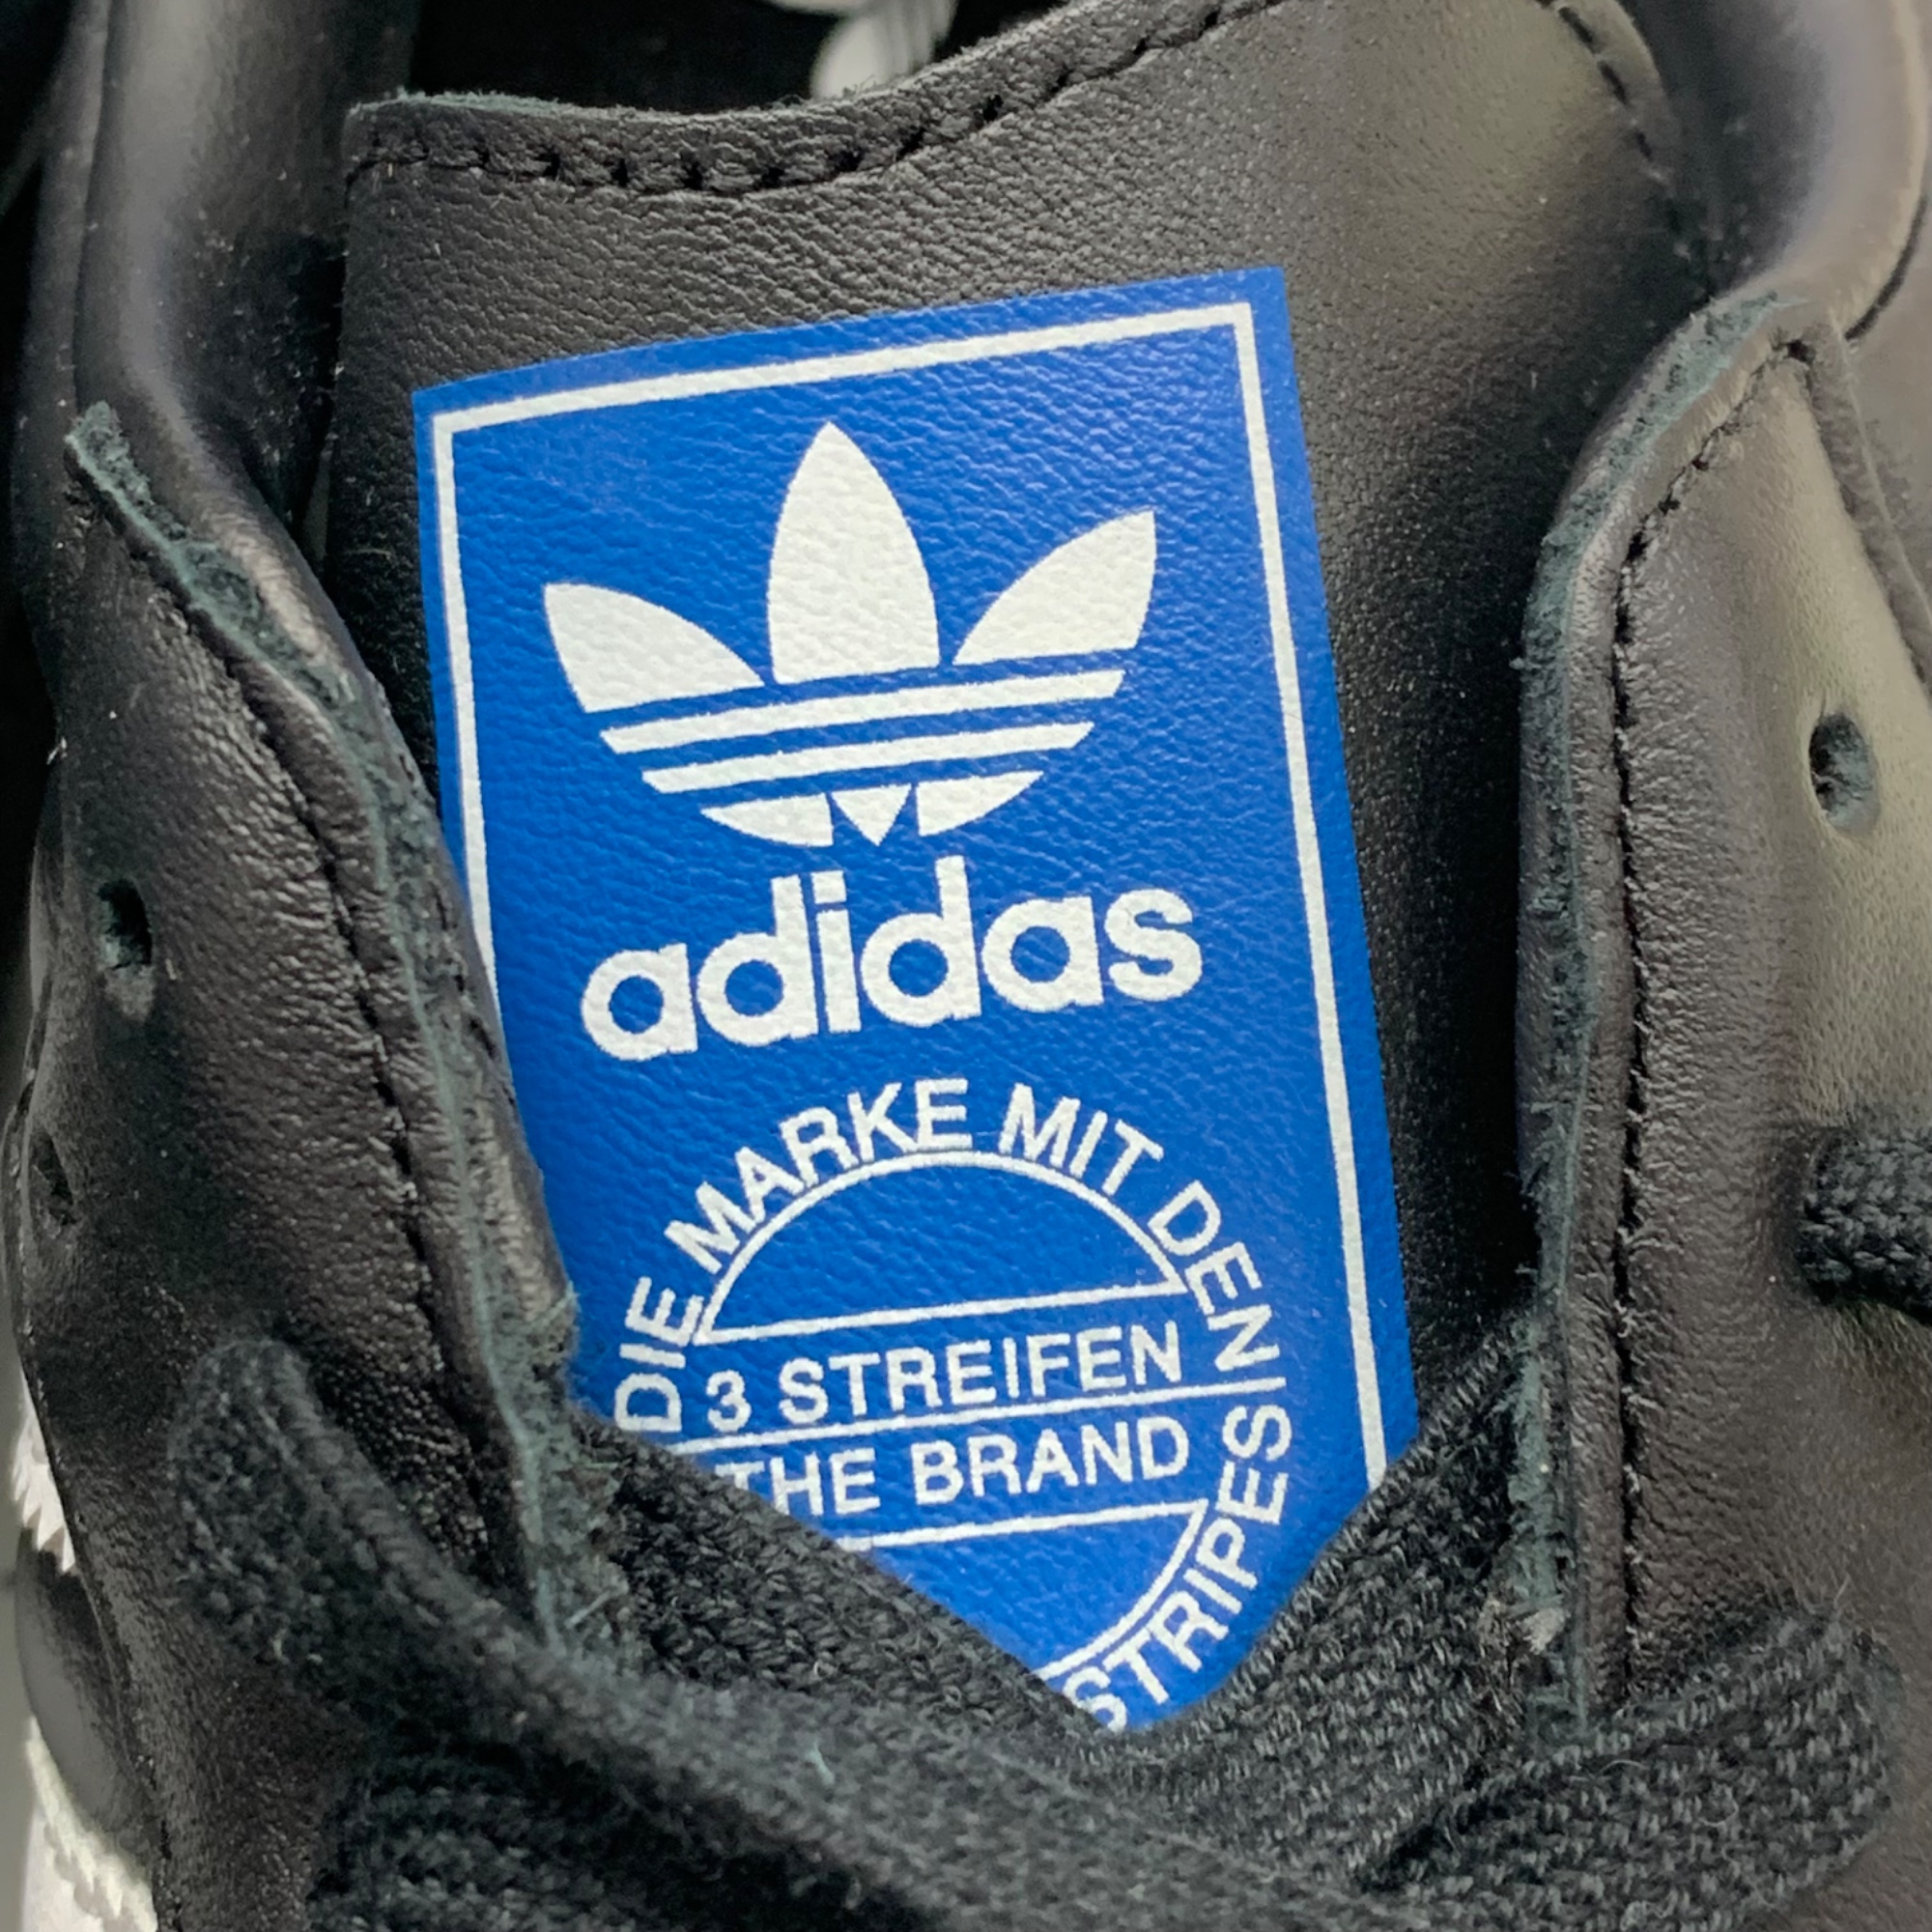 adidas
DIE MARKE MIT DEN
3 STREIFEN
THE BRAND
STRIPES